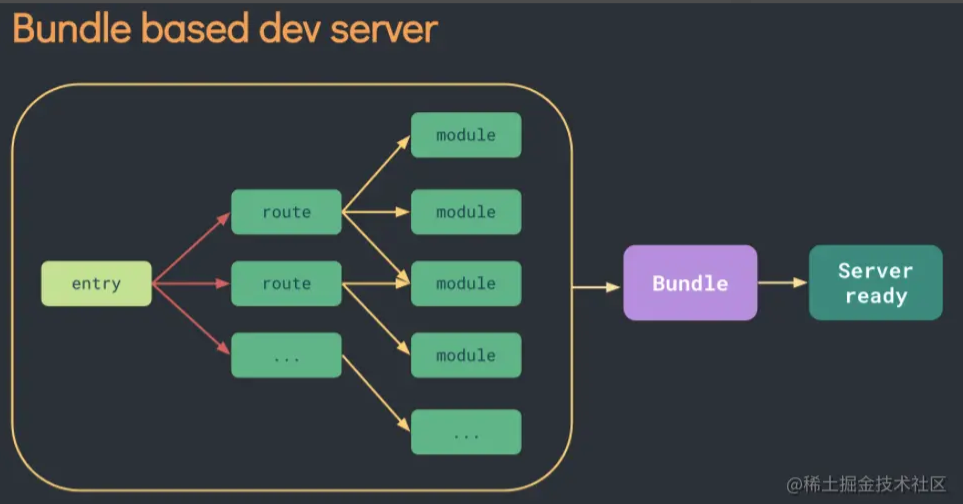 Bundle based dev server
entry
route
route
...
module
module
module
module
...
Bundle
Server
ready
@稀土掘金技术社区